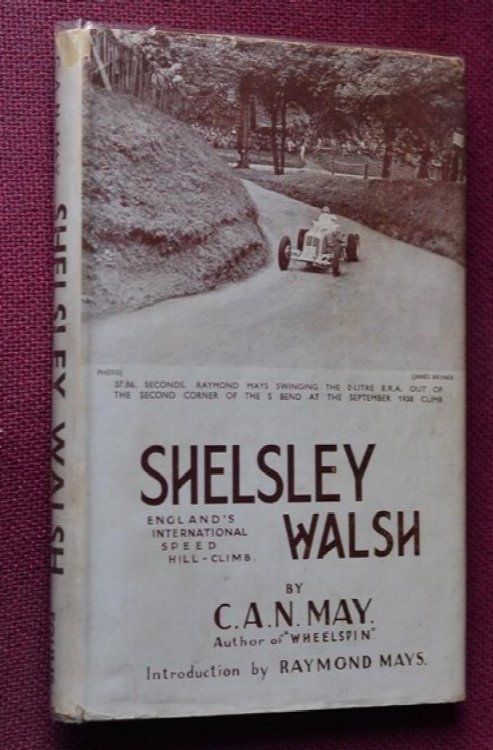 PHOTO)
(JAMES BRYMER
37.86. SECONDS. RAYMOND MAYS SWINGING THE 2-LITRE E.R.A. OUT OF
THE SECOND CORNER OF THE S BEND AT THE SEPTEMBER 1938 CLIMB
SHELSLEY
ENGLAND'S
INTERNATIONAL
SPEED
HILL-CLIMB.
WALSH
BY
C.A.N. MAY.
Author of "WHEELSPIN".
Introduction by RAYMOND MAYS.
C.A.N. MAY SHELSLEY WALSH